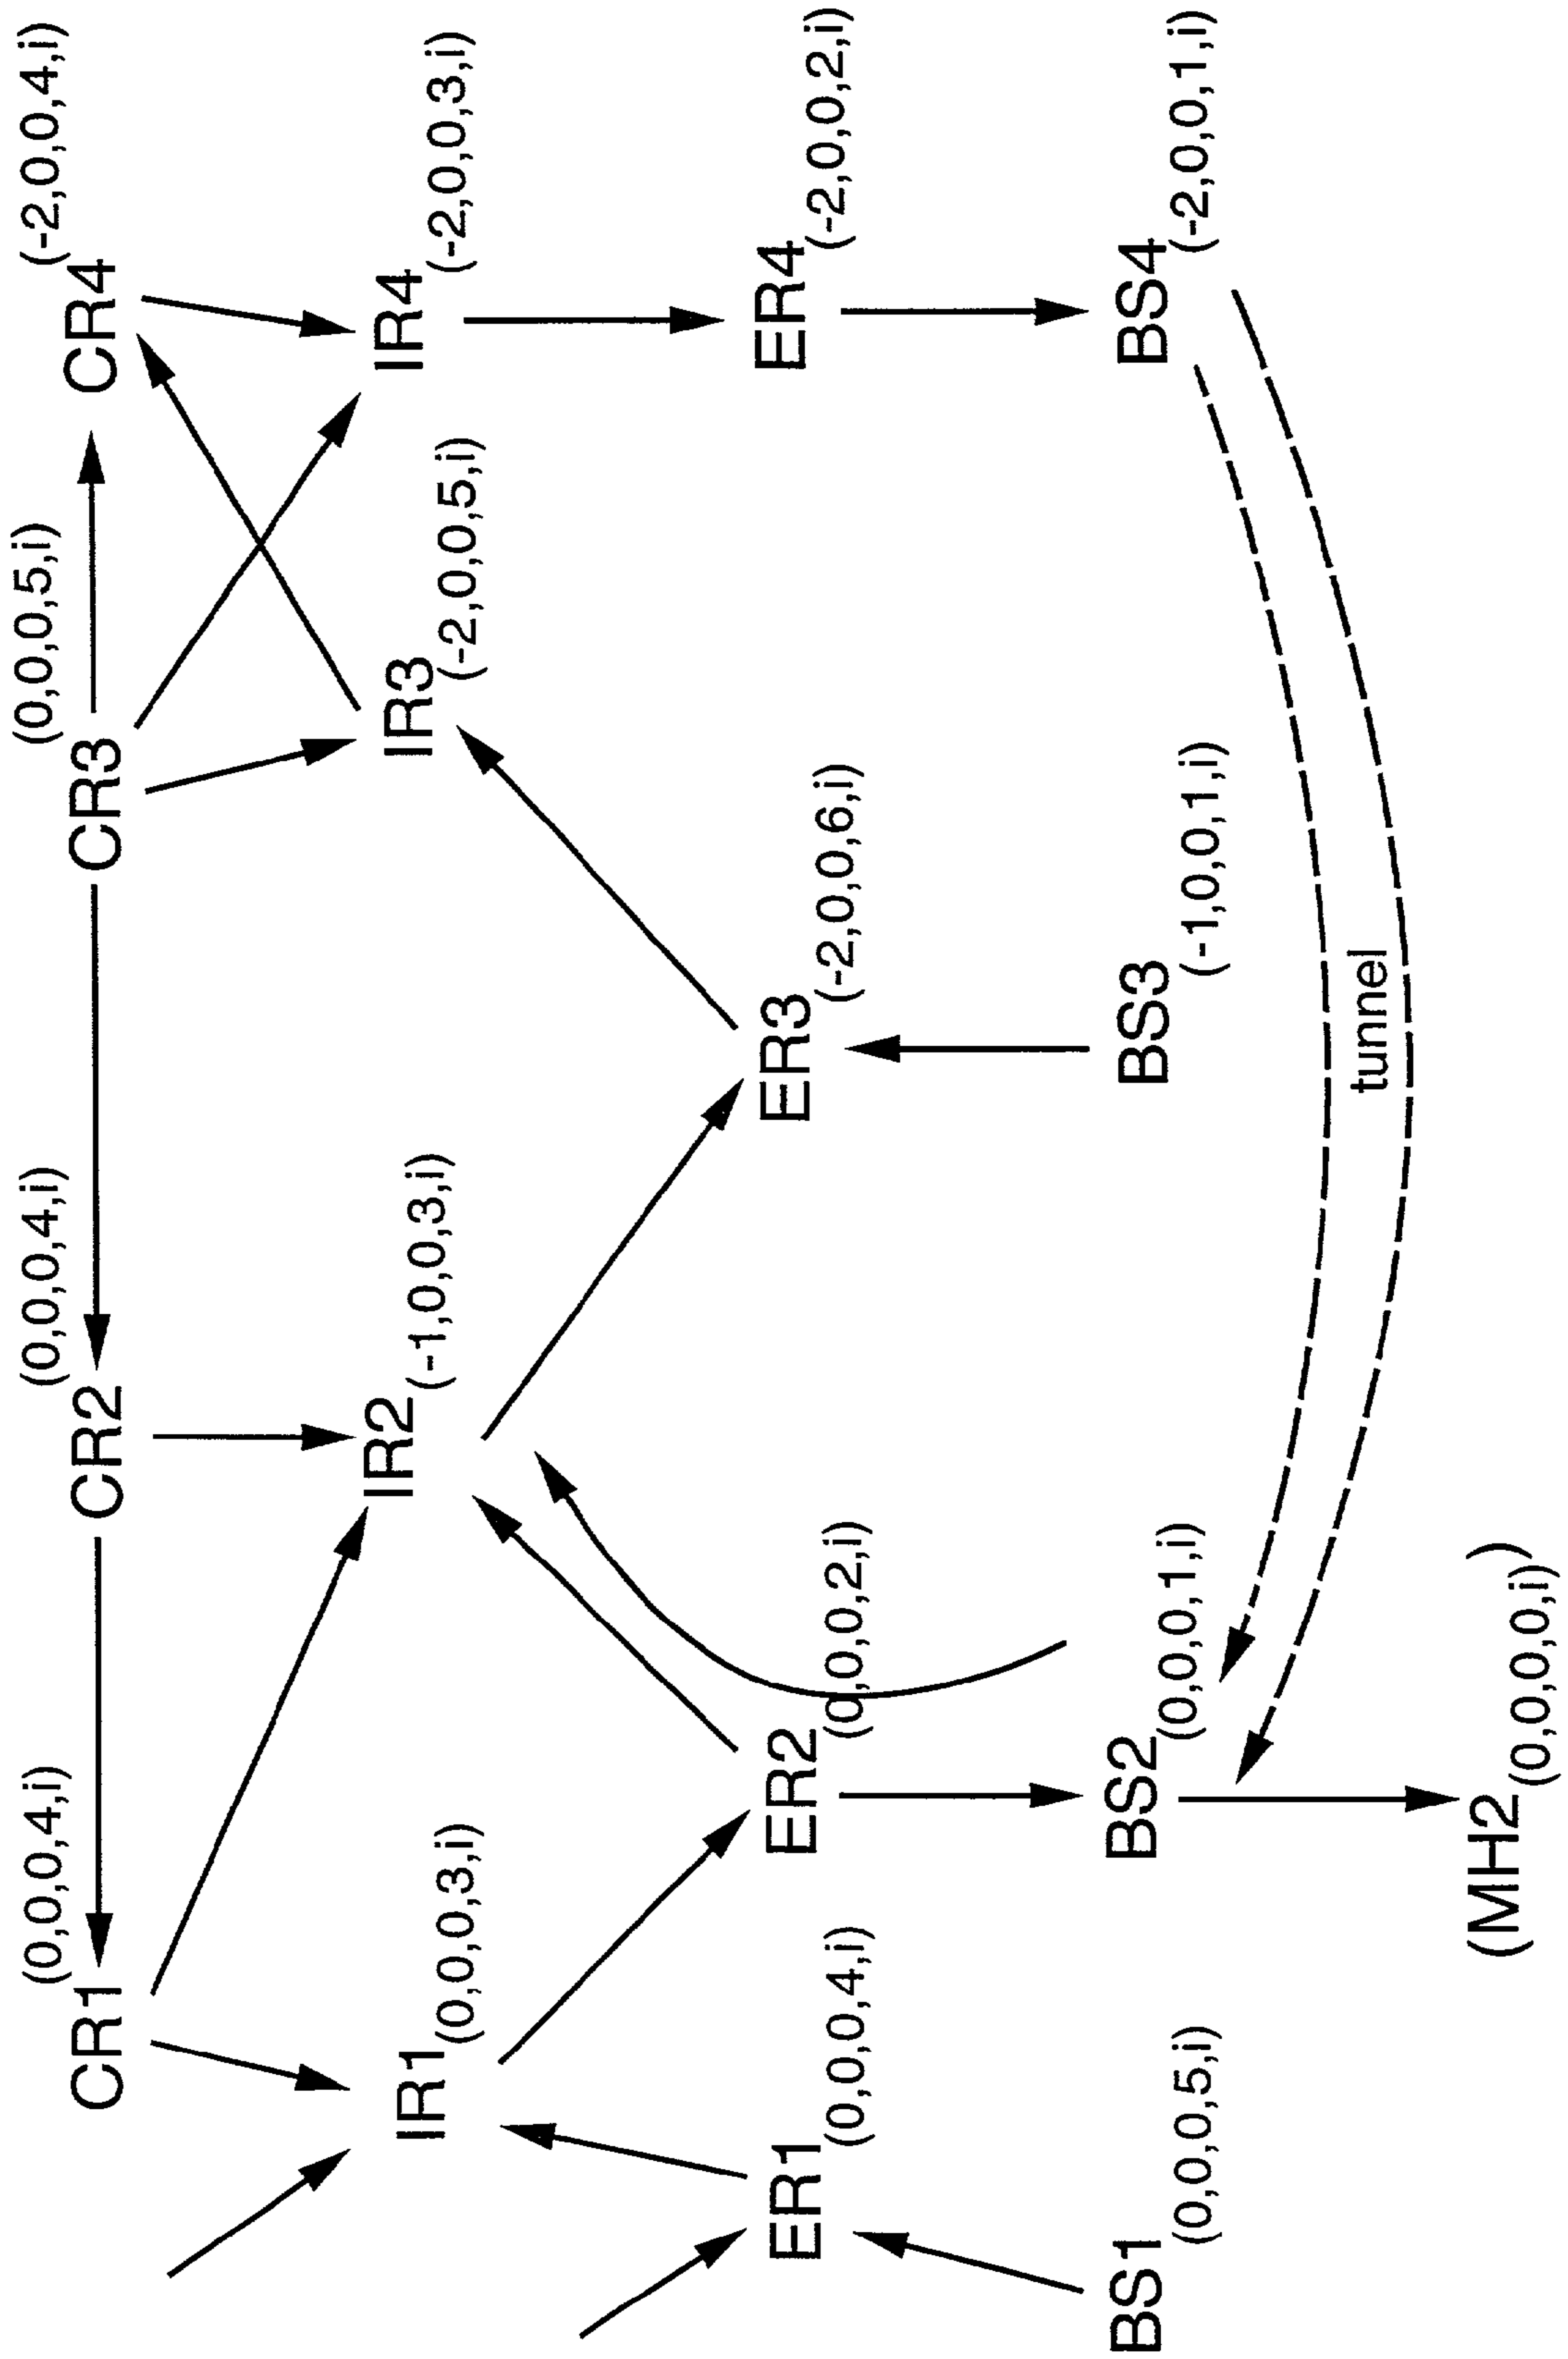 CR1 (0,0,0,4,i)
CR2 (0,0,0,4,i)
CR3 (0,0,0,5,i)
CR4 (-2,0,0,4,i)
IR1 (0,0,0,3,i)
IR2 (-1,0,0,3,i)
IR3 (-2,0,0,5,i)
IR4 (-2,0,0,3,i)
ER1 (0,0,0,4,i)
ER2 (0,0,0,2,i)
ER3 (-2,0,0,6,i)
ER4 (-2,0,0,2,i)
BS1 (0,0,0,5,i)
BS2 (0,0,0,1,i)
BS3 (-1,0,0,1,i)
BS4 (-2,0,0,1,i)
tunnel
(MH2 (0,0,0,0,i))